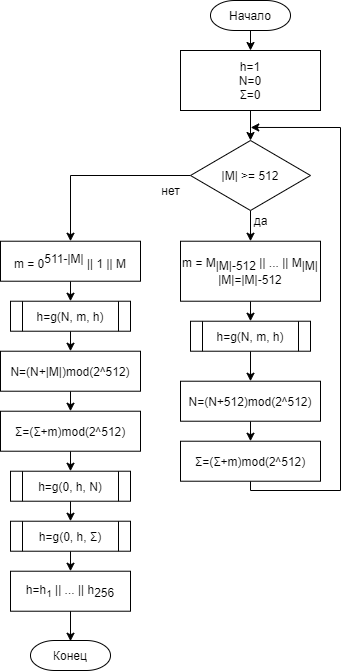 Начало
h=1
N=0
Σ=0
|M| >= 512
нет
да
m = 0511-|M| || 1 || M
m = M|M|-512 || ... || M|M|
|M|=|M|-512
h=g(N, m, h)
h=g(N, m, h)
N=(N+|M|)mod(2^512)
N=(N+512)mod(2^512)
Σ=(Σ+m)mod(2^512)
Σ=(Σ+m)mod(2^512)
h=g(0, h, N)
h=g(0, h, Σ)
h=h1 || ... || h256
Конец